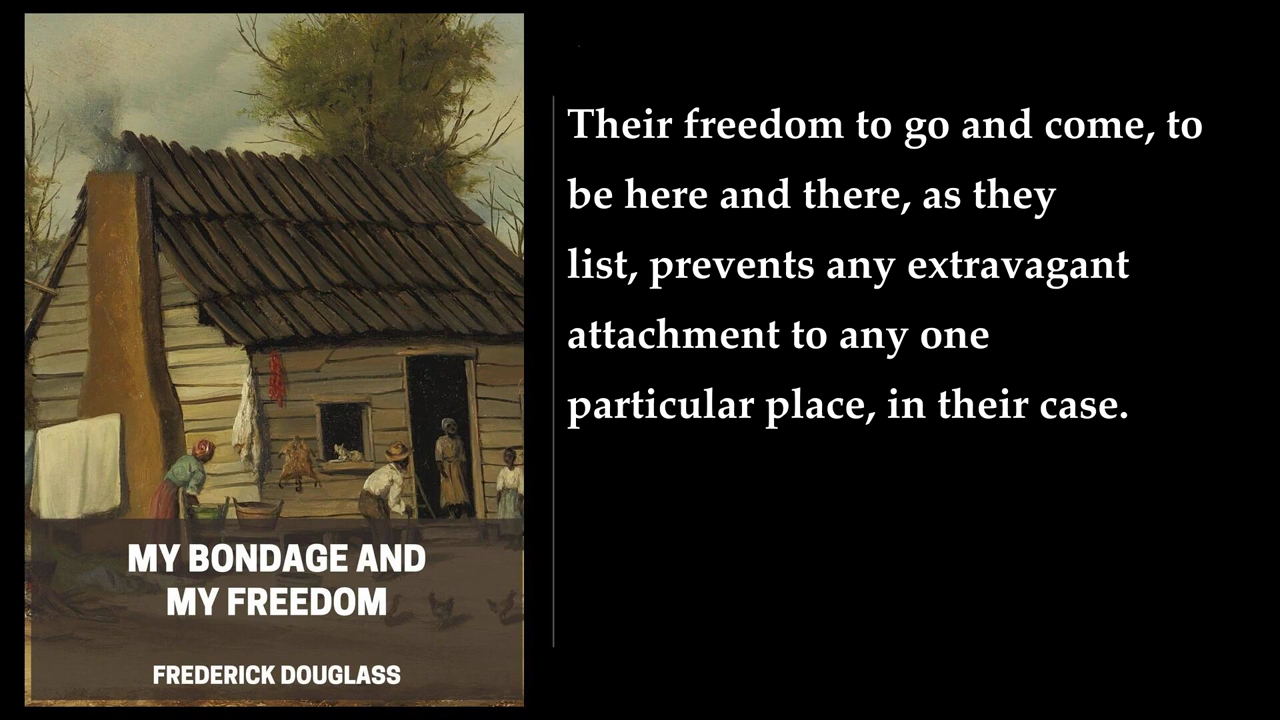 Their freedom to go and come, to
be here and there, as they
list, prevents any extravagant
attachment to any one
particular place, in their case.
MY BONDAGE AND
MY FREEDOM
FREDERICK DOUGLASS